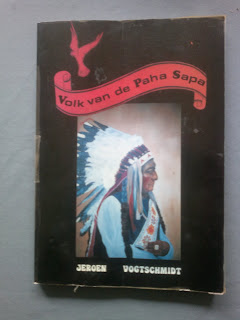 Volk van de Paha Sapa
JEROEN VOGTSCHMIDT